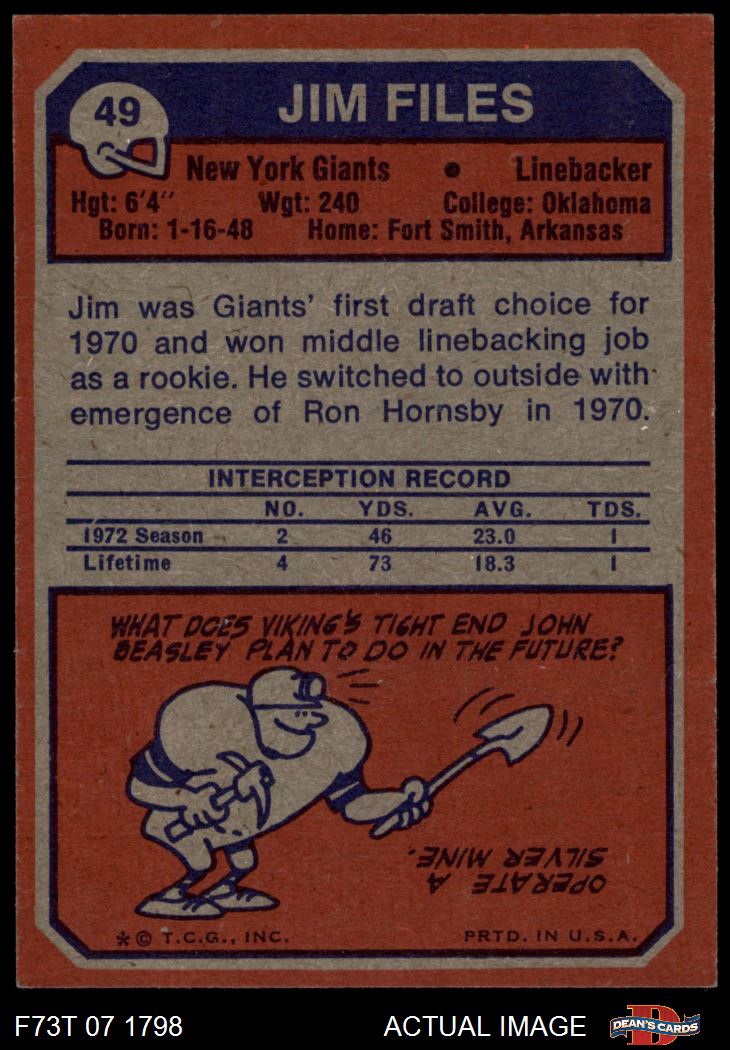 49
JIM FILES
New York Giants • Linebacker
Hgt: 6'4" Wgt: 240 College: Oklahoma
Born: 1-16-48 Home: Fort Smith, Arkansas
Jim was Giants' first draft choice for
1970 and won middle linebacking job
as a rookie. He switched to outside with
emergence of Ron Hornsby in 1970.
INTERCEPTION RECORD
NO. YDS. AVG. TDS.
1972 Season 2 46 23.0 1
Lifetime 4 73 18.3 1
WHAT DOES VIKING'S TIGHT END JOHN
BEASLEY PLAN TO DO IN THE FUTURE?
OPERATE A
SILVER MINE.
* © T.C.G., INC. PRTD. IN U.S.A.
F73T 07 1798 ACTUAL IMAGE DEAN'S CARDS